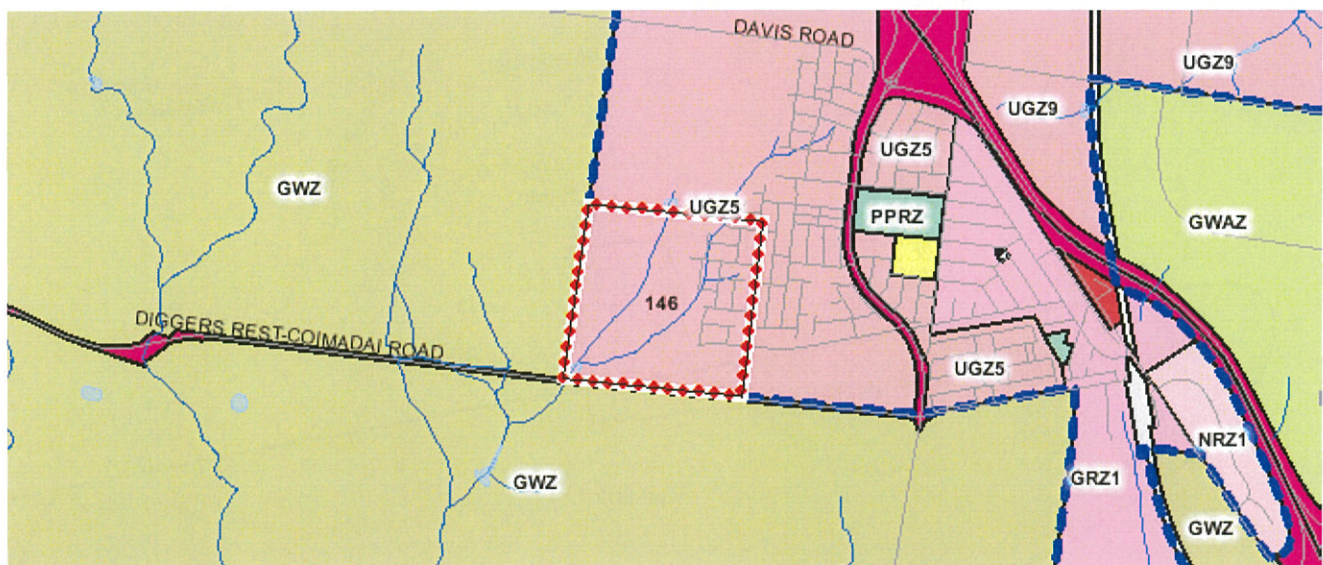 DAVIS ROAD
UGZ9
UGZ9
UGZ5
GWZ
UGZ5
PPRZ
GWAZ
146
DIGGERS REST-COIMADAI ROAD
UGZ5
NRZ1
GWZ
GRZ1
GWZ